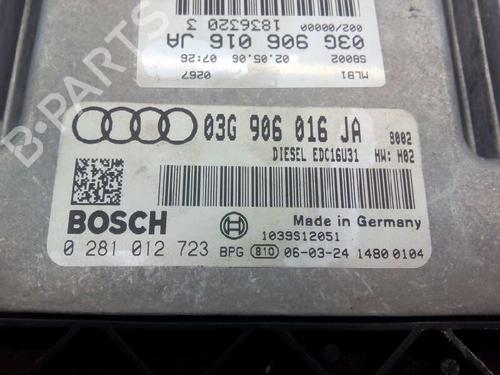 002/00000 1836320 3
03G 906 016 JA
S8002 02.05.06 07:26
MLB1 0267
03G 906 016 JA 9002
DIESEL EDC16U31 HW: H02
BOSCH Made in Germany
1039S12051
0 281 012 723 BPG 810 06-03-24 1480 0104
B-PARTS